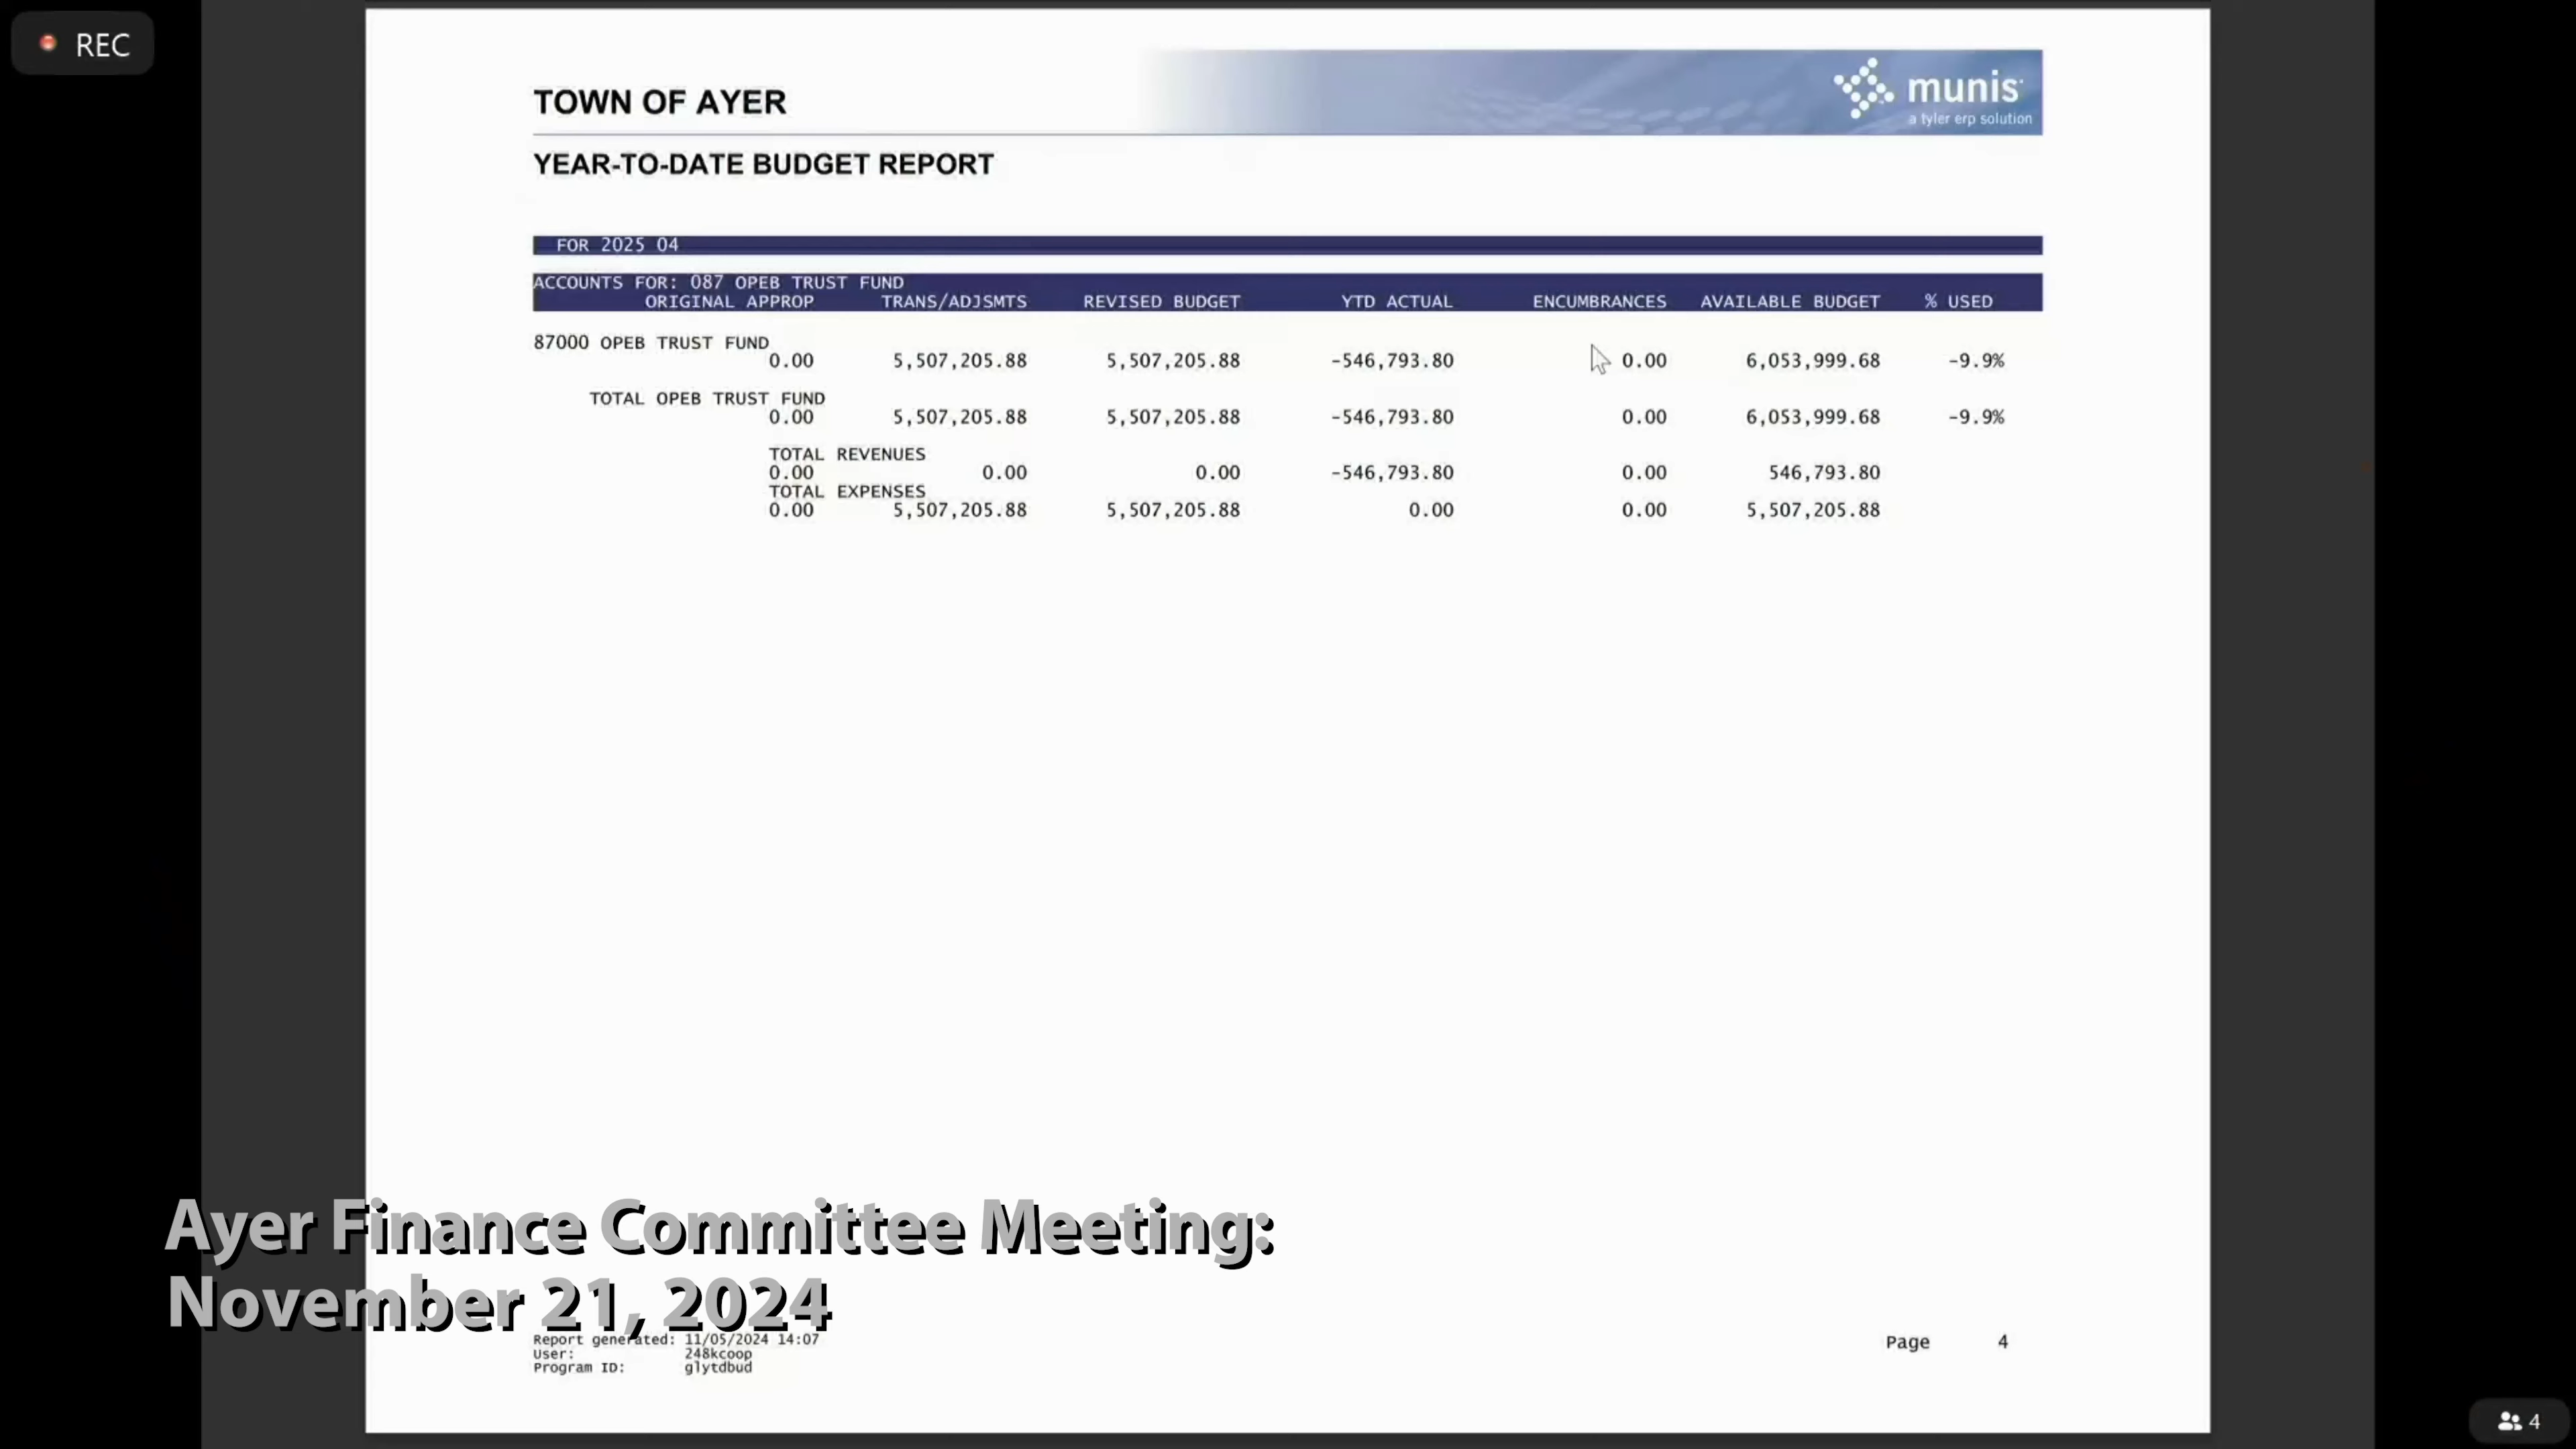 REC
TOWN OF AYER
munis
a tyler erp solution
YEAR-TO-DATE BUDGET REPORT
FOR 2025 04
ACCOUNTS FOR: 087 OPEB TRUST FUND
ORIGINAL APPROP TRANS/ADJSMTS REVISED BUDGET YTD ACTUAL ENCUMBRANCES AVAILABLE BUDGET % USED
87000 OPEB TRUST FUND
0.00 5,507,205.88 5,507,205.88 -546,793.80 0.00 6,053,999.68 -9.9%
TOTAL OPEB TRUST FUND
0.00 5,507,205.88 5,507,205.88 -546,793.80 0.00 6,053,999.68 -9.9%
TOTAL REVENUES
0.00 0.00 0.00 -546,793.80 0.00 546,793.80
TOTAL EXPENSES
0.00 5,507,205.88 5,507,205.88 0.00 0.00 5,507,205.88
Ayer Finance Committee Meeting:
November 21, 2024
Report generated: 11/05/2024 14:07
User: 248kcoop
Program ID: glytdbud
Page 4
4